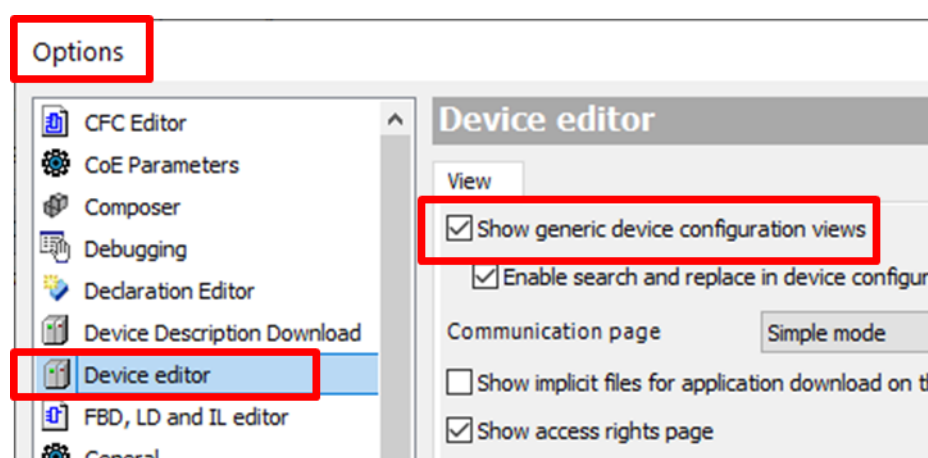 Options
CFC Editor
CoE Parameters
Composer
Debugging
Declaration Editor
Device Description Download
Device editor
FBD, LD and IL editor
General
Device editor
View
Show generic device configuration views
Enable search and replace in device configur
Communication page
Simple mode
Show implicit files for application download on t
Show access rights page